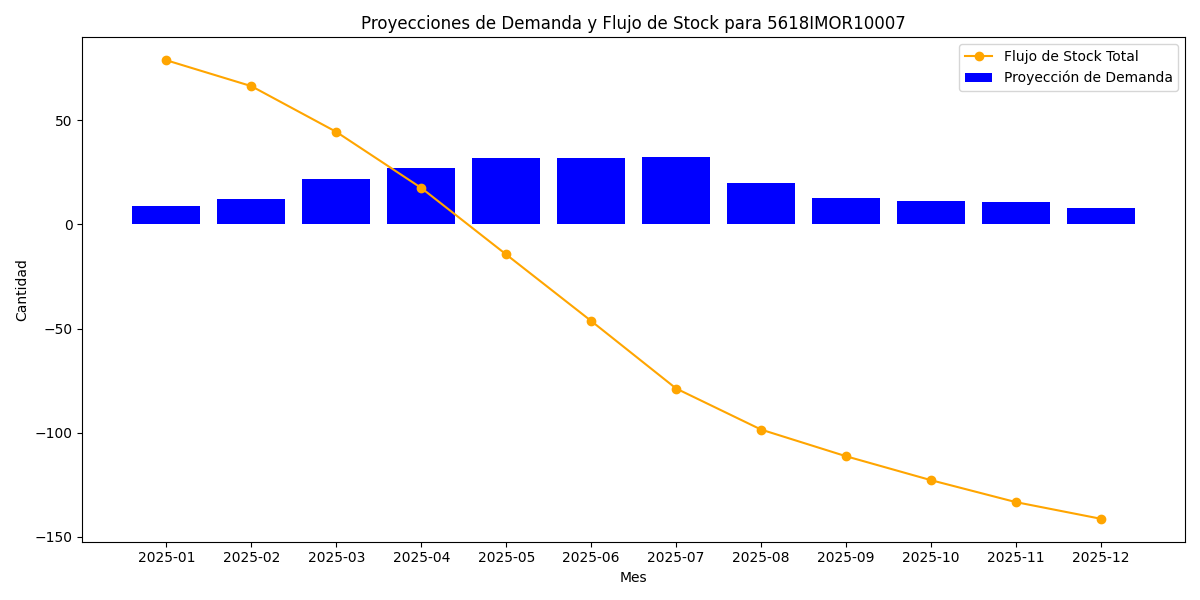 Proyecciones de Demanda y Flujo de Stock para 5618IMOR10007
Flujo de Stock Total
Proyección de Demanda
Cantidad
50
0
−50
−100
−150
2025-01 2025-02 2025-03 2025-04 2025-05 2025-06 2025-07 2025-08 2025-09 2025-10 2025-11 2025-12
Mes